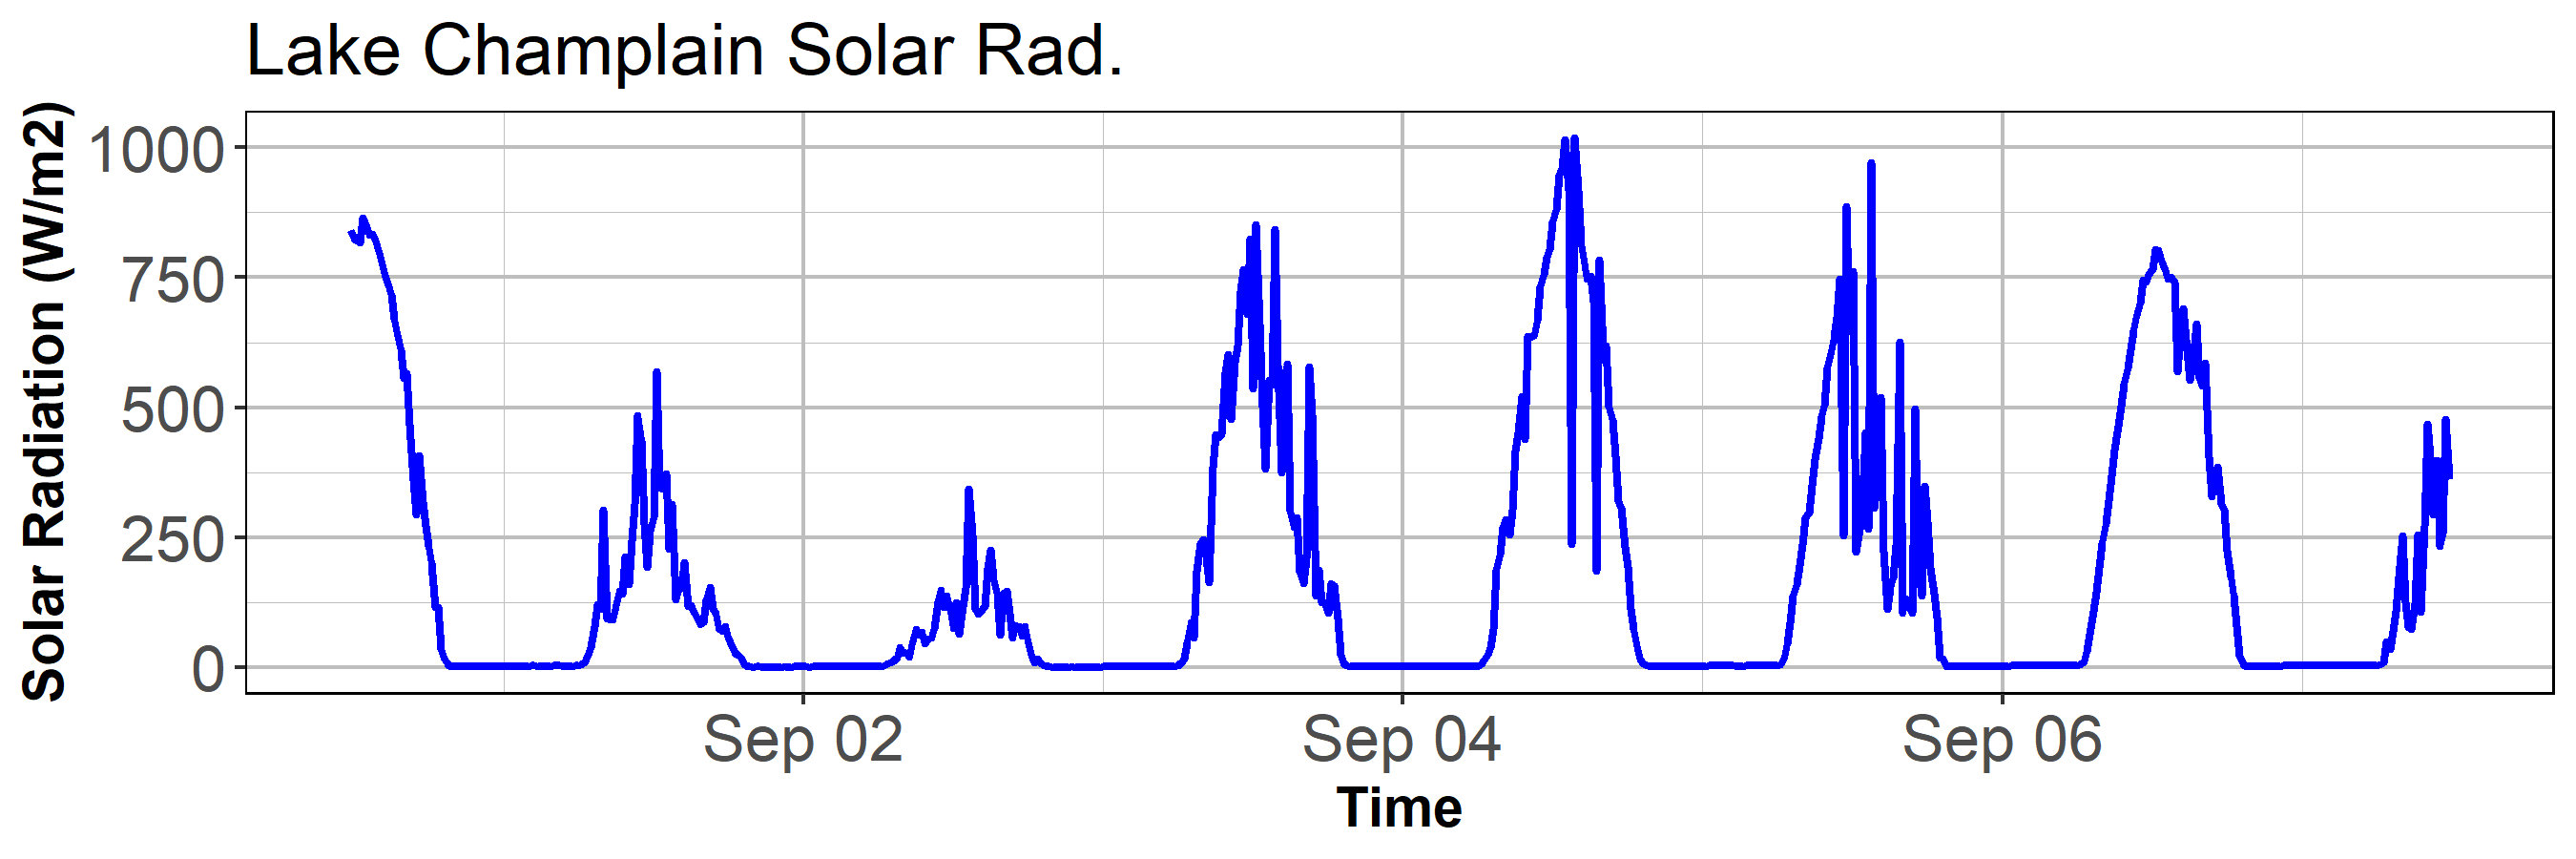 Lake Champlain Solar Rad.
Solar Radiation (W/m2)
1000
750
500
250
0
Sep 02
Sep 04
Sep 06
Time